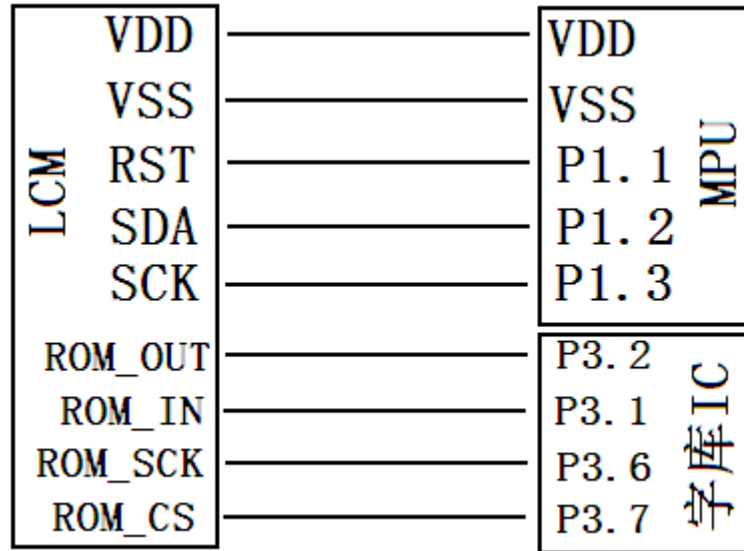 VDD VDD
VSS VSS
RST P1.1
SDA P1.2
SCK P1.3
LCM
MPU
ROM_OUT P3.2
ROM_IN P3.1
ROM_SCK P3.6
ROM_CS P3.7
字库IC